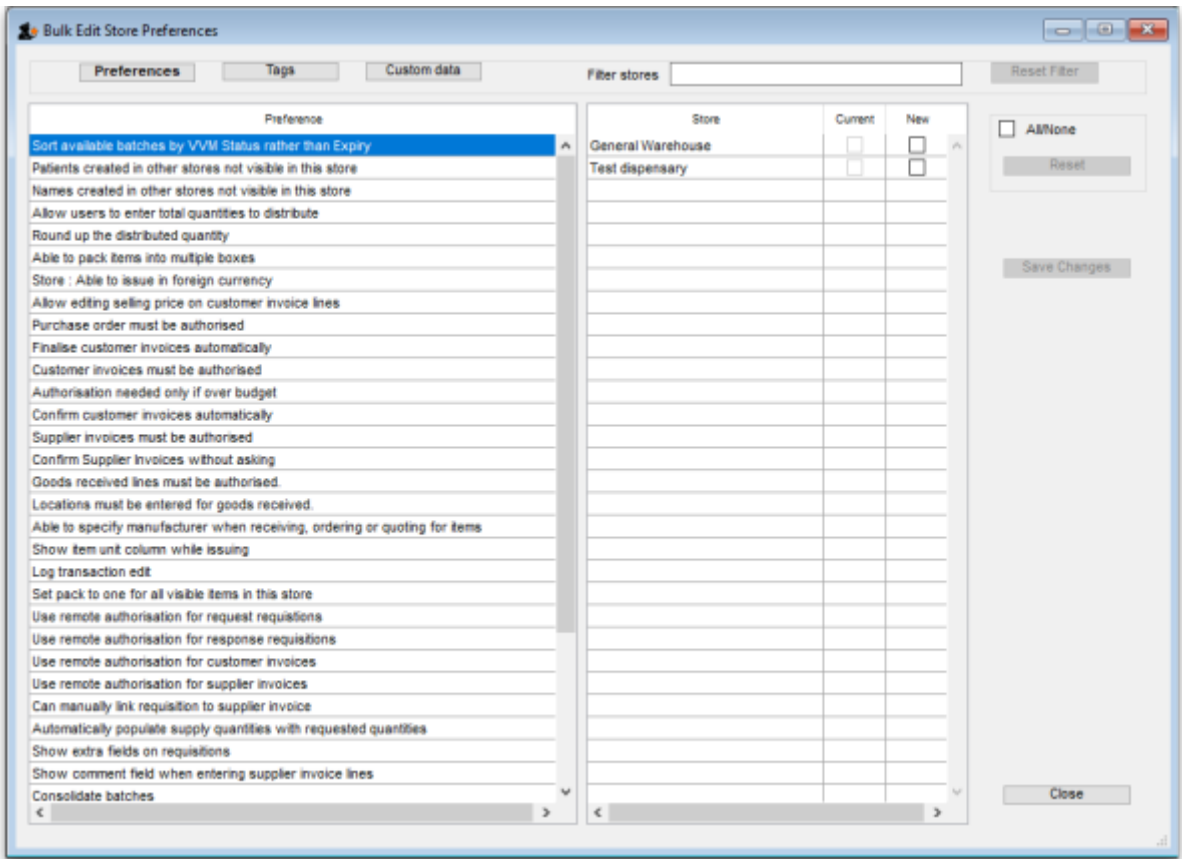 Bulk Edit Store Preferences
Preferences Tags Custom data Filter stores Reset Filter
Preference Store Current New
All/None
Sort available batches by VVM Status rather than Expiry General Warehouse
Patients created in other stores not visible in this store Test dispensary Reset
Names created in other stores not visible in this store
Allow users to enter total quantities to distribute
Round up the distributed quantity
Able to pack items into multiple boxes
Save Changes
Store : Able to issue in foreign currency
Allow editing selling price on customer invoice lines
Purchase order must be authorised
Finalise customer invoices automatically
Customer invoices must be authorised
Authorisation needed only if over budget
Confirm customer invoices automatically
Supplier invoices must be authorised
Confirm Supplier Invoices without asking
Goods received lines must be authorised.
Locations must be entered for goods received.
Able to specify manufacturer when receiving, ordering or quoting for items
Show item unit column while issuing
Log transaction edit
Set pack to one for all visible items in this store
Use remote authorisation for request requistions
Use remote authorisation for response requisitions
Use remote authorisation for customer invoices
Use remote authorisation for supplier invoices
Can manually link requisition to supplier invoice
Automatically populate supply quantities with requested quantities
Show extra fields on requisitions
Show comment field when entering supplier invoice lines
Consolidate batches Close